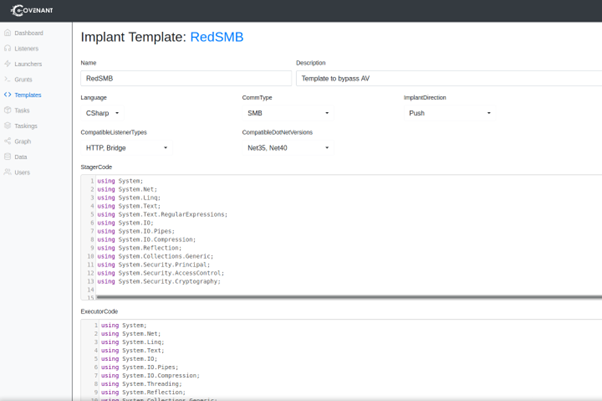 COVENANT
Dashboard
Listeners
Launchers
Grunts
Templates
Tasks
Taskings
Graph
Data
Users
Implant Template: RedSMB
Name
Description
RedSMB
Template to bypass AV
Language
CommType
ImplantDirection
CSharp
SMB
Push
CompatibleListenerTypes
CompatibleDotNetVersions
HTTP, Bridge
Net35, Net40
StagerCode
1 using System;
2 using System.Net;
3 using System.Linq;
4 using System.Text;
5 using System.Text.RegularExpressions;
6 using System.IO;
7 using System.IO.Pipes;
8 using System.IO.Compression;
9 using System.Reflection;
10 using System.Collections.Generic;
11 using System.Security.Principal;
12 using System.Security.AccessControl;
13 using System.Security.Cryptography;
14
15
ExecutorCode
1 using System;
2 using System.Net;
3 using System.Linq;
4 using System.Text;
5 using System.IO;
6 using System.IO.Pipes;
7 using System.IO.Compression;
8 using System.Threading;
9 using System.Reflection;
10 using System.Collections.Generic;